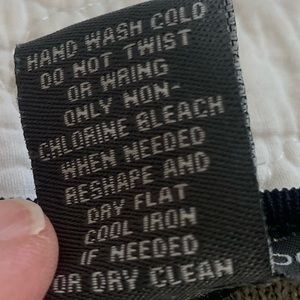 HAND WASH COLD
DO NOT TWIST
OR WRING
ONLY NON-
CHLORINE BLEACH
WHEN NEEDED
RESHAPE AND
DRY FLAT
COOL IRON
IF NEEDED
OR DRY CLEAN